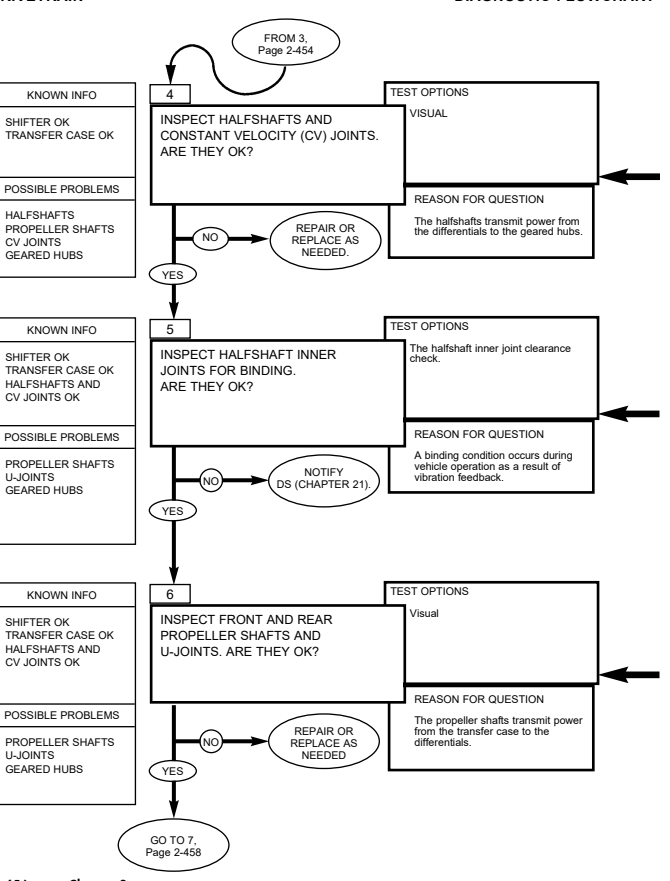 FROM 3,
Page 2-454
KNOWN INFO
SHIFTER OK
TRANSFER CASE OK
POSSIBLE PROBLEMS
HALFSHAFTS
PROPELLER SHAFTS
CV JOINTS
GEARED HUBS
4
INSPECT HALFSHAFTS AND
CONSTANT VELOCITY (CV) JOINTS.
ARE THEY OK?
TEST OPTIONS
VISUAL
REASON FOR QUESTION
The halfshafts transmit power from
the differentials to the geared hubs.
NO
REPAIR OR
REPLACE AS
NEEDED.
YES
KNOWN INFO
SHIFTER OK
TRANSFER CASE OK
HALFSHAFTS AND
CV JOINTS OK
POSSIBLE PROBLEMS
PROPELLER SHAFTS
U-JOINTS
GEARED HUBS
5
INSPECT HALFSHAFT INNER
JOINTS FOR BINDING.
ARE THEY OK?
TEST OPTIONS
The halfshaft inner joint clearance
check.
REASON FOR QUESTION
A binding condition occurs during
vehicle operation as a result of
vibration feedback.
NO
NOTIFY
DS (CHAPTER 21).
YES
KNOWN INFO
SHIFTER OK
TRANSFER CASE OK
HALFSHAFTS AND
CV JOINTS OK
POSSIBLE PROBLEMS
PROPELLER SHAFTS
U-JOINTS
GEARED HUBS
6
INSPECT FRONT AND REAR
PROPELLER SHAFTS AND
U-JOINTS. ARE THEY OK?
TEST OPTIONS
Visual
REASON FOR QUESTION
The propeller shafts transmit power
from the transfer case to the
differentials.
NO
REPAIR OR
REPLACE AS
NEEDED
YES
GO TO 7,
Page 2-458